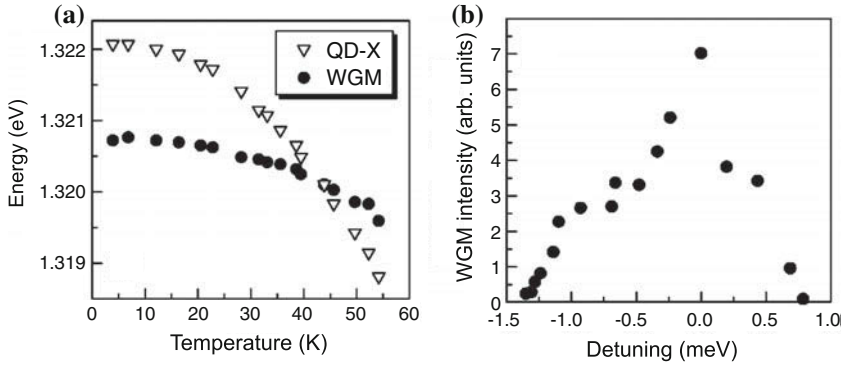 (a)
QD-X
WGM
Energy (eV)
1.322
1.321
1.320
1.319
0 10 20 30 40 50 60
Temperature (K)
(b)
WGM intensity (arb. units)
7
6
5
4
3
2
1
0
-1.5 -1.0 -0.5 0.0 0.5 1.0
Detuning (meV)